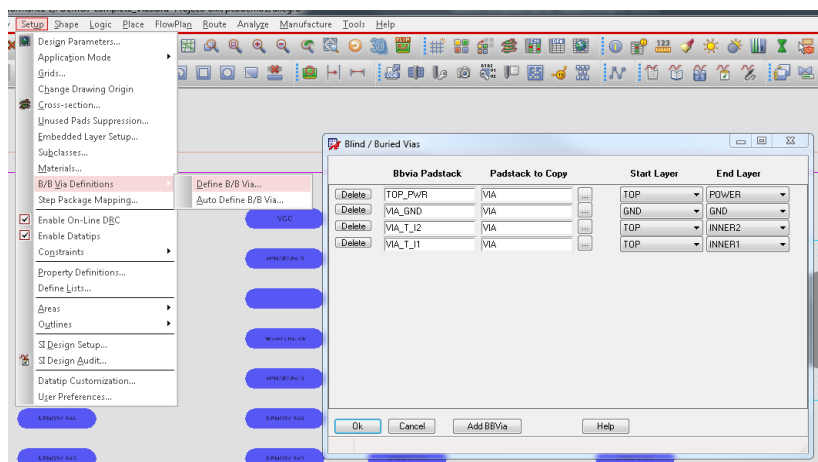 Setup Shape Logic Place FlowPlan Route Analyze Manufacture Tools Help
Design Parameters...
Application Mode
Grids...
Change Drawing Origin
Cross-section...
Unused Pads Suppression...
Embedded Layer Setup...
Subclasses...
Materials...
B/B Via Definitions
Define B/B Via...
Step Package Mapping...
Auto Define B/B Via...
Enable On-Line DRC
Enable Datatips
Constraints
Property Definitions...
Define Lists...
Areas
Outlines
SI Design Setup...
SI Design Audit...
Datatip Customization...
User Preferences...
VCC
Blind / Buried Vias
Bbvia Padstack Padstack to Copy Start Layer End Layer
Delete TOP_PWR VIA ... TOP POWER
Delete VIA_GND VIA ... GND GND
Delete VIA_T_I2 VIA ... TOP INNER2
Delete VIA_T_I1 VIA ... TOP INNER1
Ok Cancel Add BBVia Help